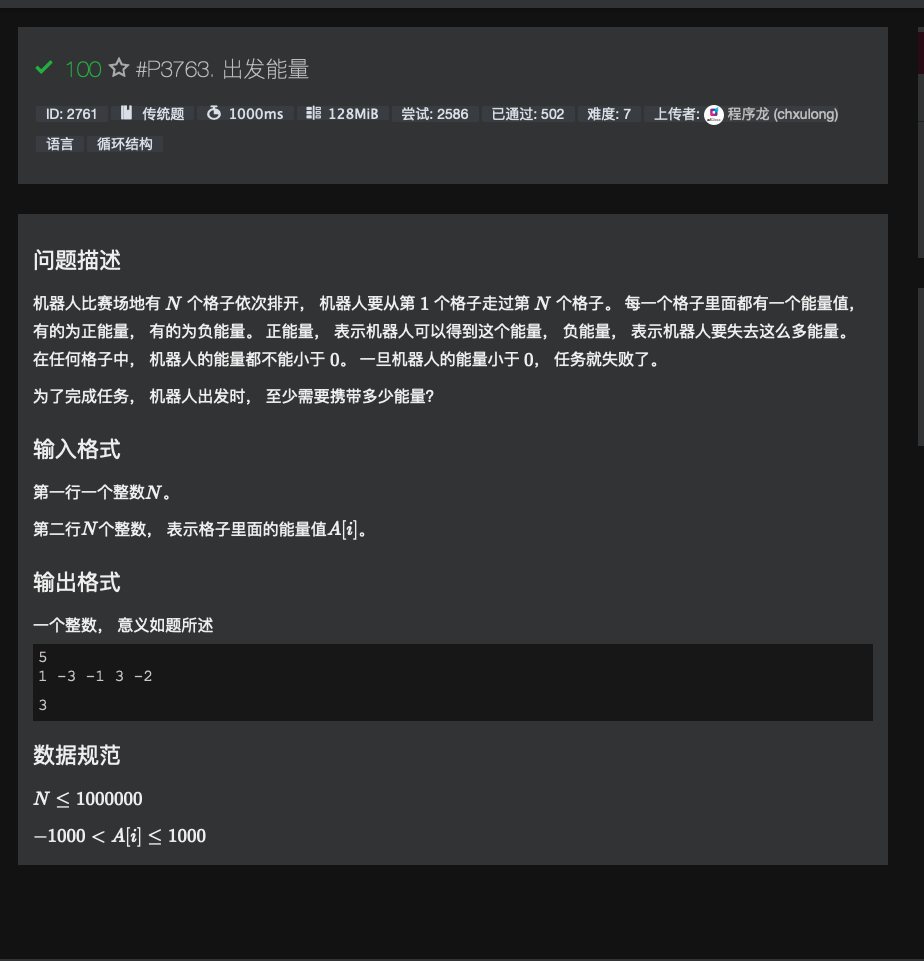 100 #P3763. 出发能量
ID: 2761 传统题 1000ms 128MiB 尝试: 2586 已通过: 502 难度: 7 上传者: 程序龙 (chxulong)
语言 循环结构
问题描述
机器人比赛场地有 N 个格子依次排开, 机器人要从第 1 个格子走过第 N 个格子。 每一个格子里面都有一个能量值,
有的为正能量, 有的为负能量。 正能量, 表示机器人可以得到这个能量, 负能量, 表示机器人要失去这么多能量。
在任何格子中, 机器人的能量都不能小于 0。 一旦机器人的能量小于 0, 任务就失败了。
为了完成任务, 机器人出发时, 至少需要携带多少能量?
输入格式
第一行一个整数N。
第二行N个整数, 表示格子里面的能量值A[i]。
输出格式
一个整数, 意义如题所述
5
1 -3 -1 3 -2
3
数据规范
N ≤ 1000000
−1000 < A[i] ≤ 1000